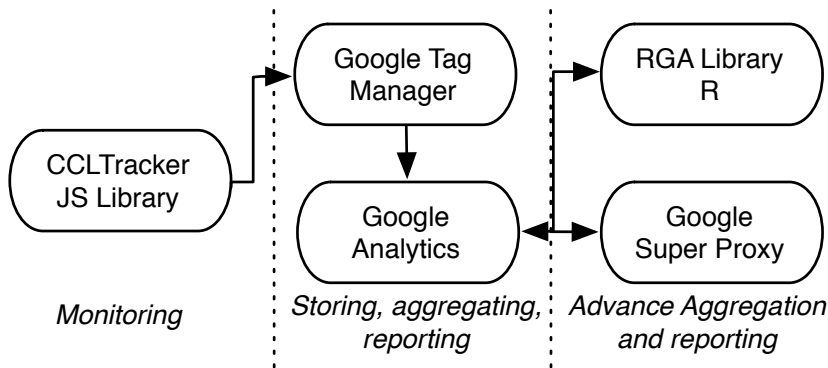 CCLTracker
JS Library
Monitoring
Google Tag
Manager
Google
Analytics
Storing, aggregating,
reporting
RGA Library
R
Google
Super Proxy
Advance Aggregation
and reporting